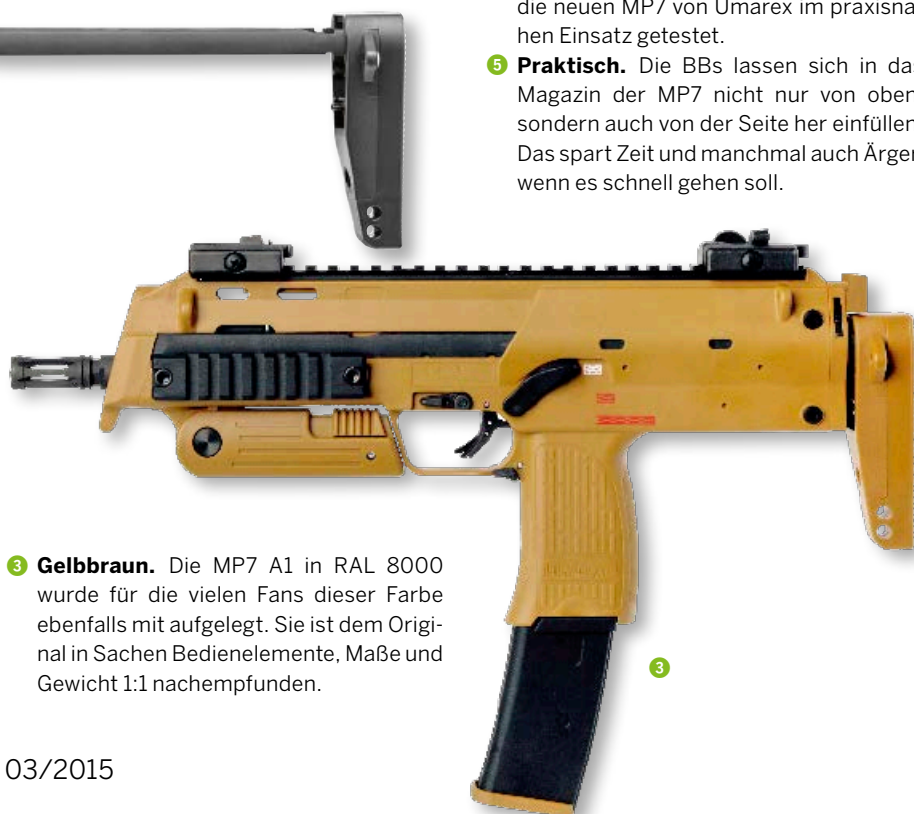 die neuen MP7 von Umarex im praxisna-
hen Einsatz getestet.
5 Praktisch. Die BBs lassen sich in das
Magazin der MP7 nicht nur von oben
sondern auch von der Seite her einfüllen
Das spart Zeit und manchmal auch Ärger
wenn es schnell gehen soll.
3 Gelbbraun. Die MP7 A1 in RAL 8000
wurde für die vielen Fans dieser Farbe
ebenfalls mit aufgelegt. Sie ist dem Origi-
nal in Sachen Bedienelemente, Maße und
Gewicht 1:1 nachempfunden.
3
03/2015